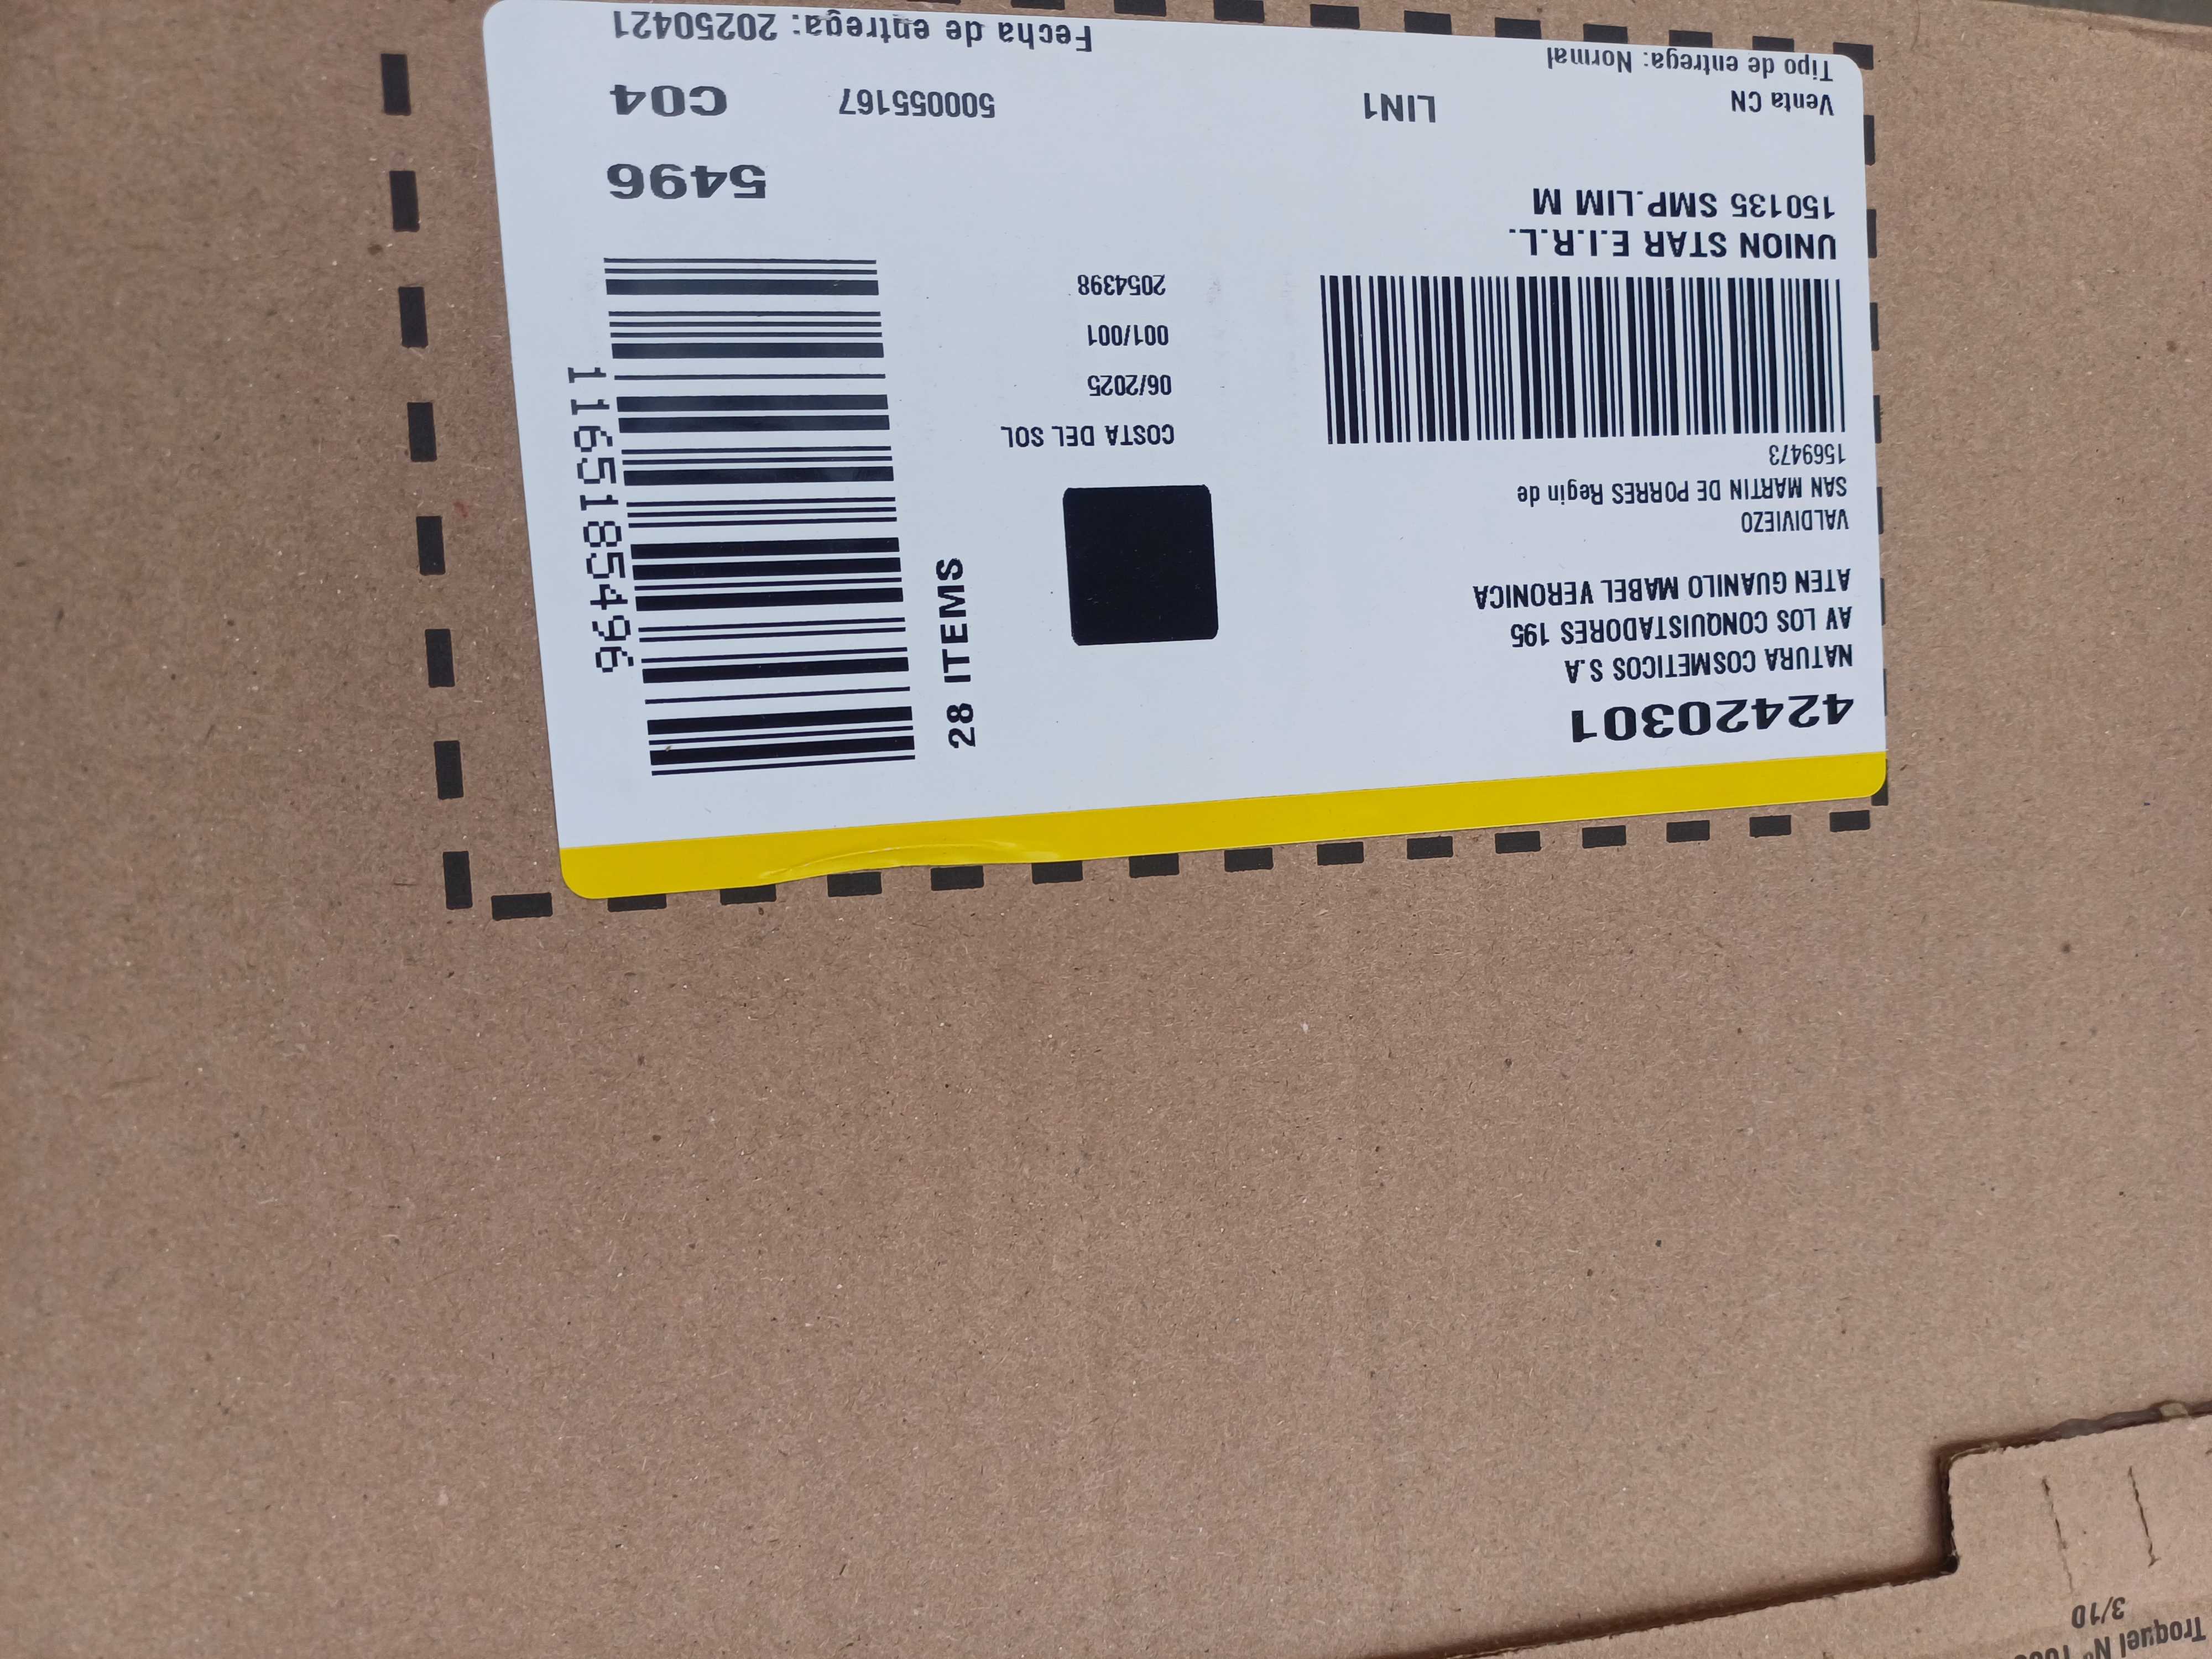 42420301
NATURA COSMETICOS S.A
AV LOS CONQUISTADORES 195
ATEN GUANILO MABEL VERONICA
VALDIVIEZO
SAN MARTIN DE PORRES Regin de
1569473
UNION STAR E.I.R.L.
150135 SMP.LIM M
Venta CN
LIN1
Tipo de entrega: Normal
COSTA DEL SOL
06/2025
001/001
2054398
28 ITEMS
1165185496
5496
500055167
C04
Fecha de entrega: 20250421
Troquel Nº
3/10